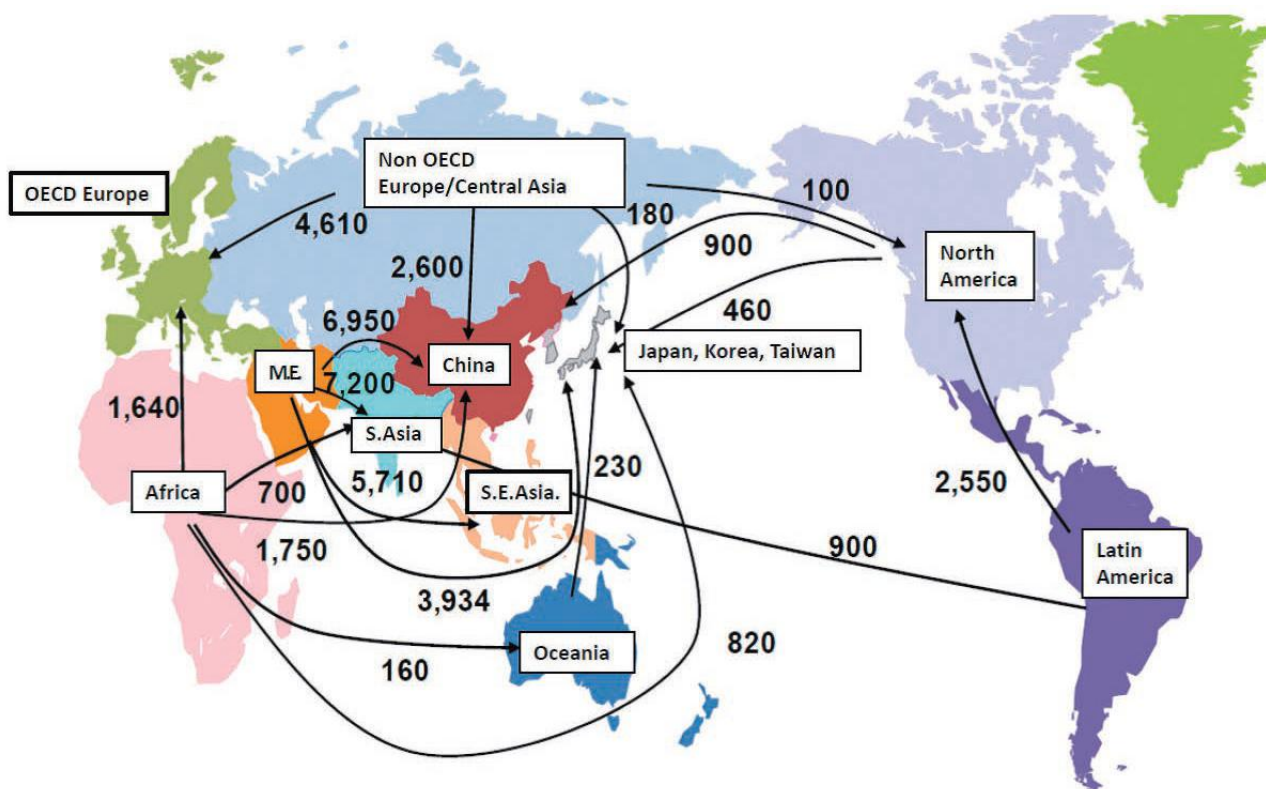 Non OECD
Europe/Central Asia
OECD Europe
4,610
180
100
900
2,600
North
America
6,950
460
Japan, Korea, Taiwan
M.E.
China
7,200
1,640
S.Asia
230
5,710
Africa
700
S.E.Asia.
2,550
1,750
900
Latin
America
3,934
Oceania
820
160